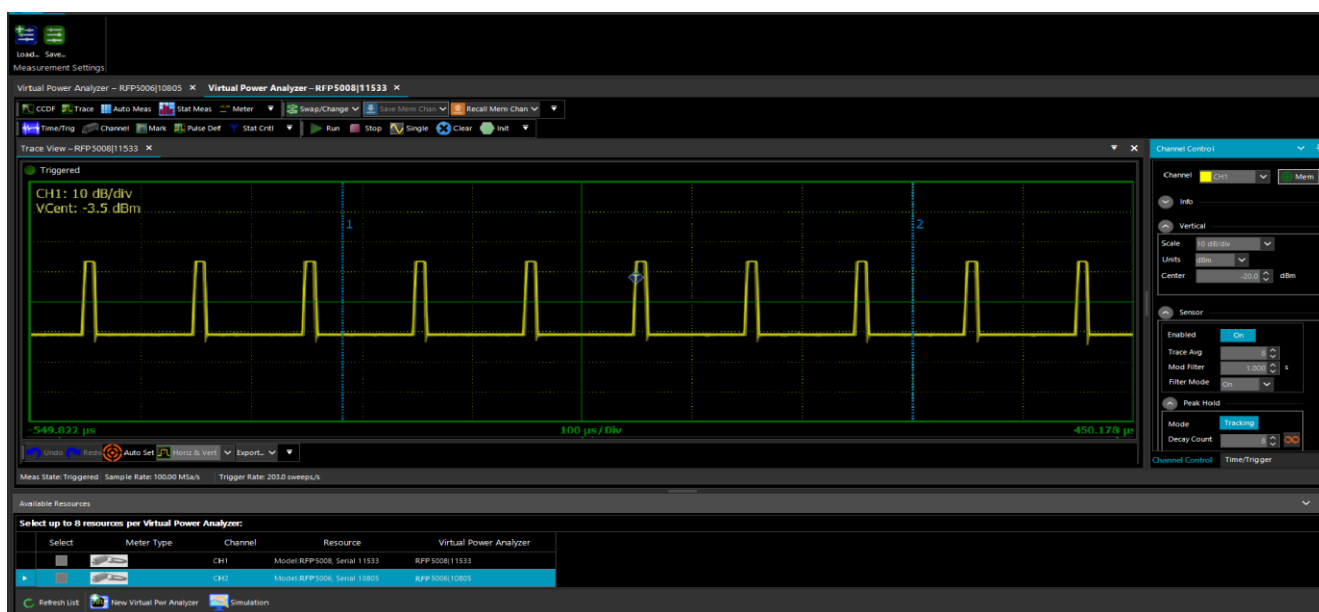 Load... Save...
Measurement Settings
Virtual Power Analyzer – RFP5006|10805 × Virtual Power Analyzer – RFP5008|11533 ×
CCDF Trace Auto Meas Stat Meas Meter Swap/Change Save Mem Chan Recall Mem Chan
Time/Trig Channel Mark Pulse Def Stat Cntl Run Stop Single Clear Init
Trace View – RFP5008|11533 ×
Triggered
CH1: 10 dB/div
VCent: -3.5 dBm
1
2
T
-549.822 µs 100 µs/Div 450.178 µs
Undo Redo Auto Set Horiz & Vert Export...
Meas State: Triggered Sample Rate: 100.00 MSa/s Trigger Rate: 203.0 sweeps/s
Channel Control
Channel CH1 Mem
Info
Vertical
Scale 10 dB/div
Units dBm
Center -20.0 dBm
Sensor
Enabled On
Trace Avg 8
Mod Filter 1.000 s
Filter Mode On
Peak Hold
Mode Tracking
Decay Count 8
Channel Control Time/Trigger
Available Resources
Select up to 8 resources per Virtual Power Analyzer:
Select Meter Type Channel Resource Virtual Power Analyzer
CH1 Model:RFP5008, Serial 11533 RFP5008|11533
CH2 Model:RFP5006, Serial 10805 RFP5006|10805
Refresh List New Virtual Pwr Analyzer Simulation